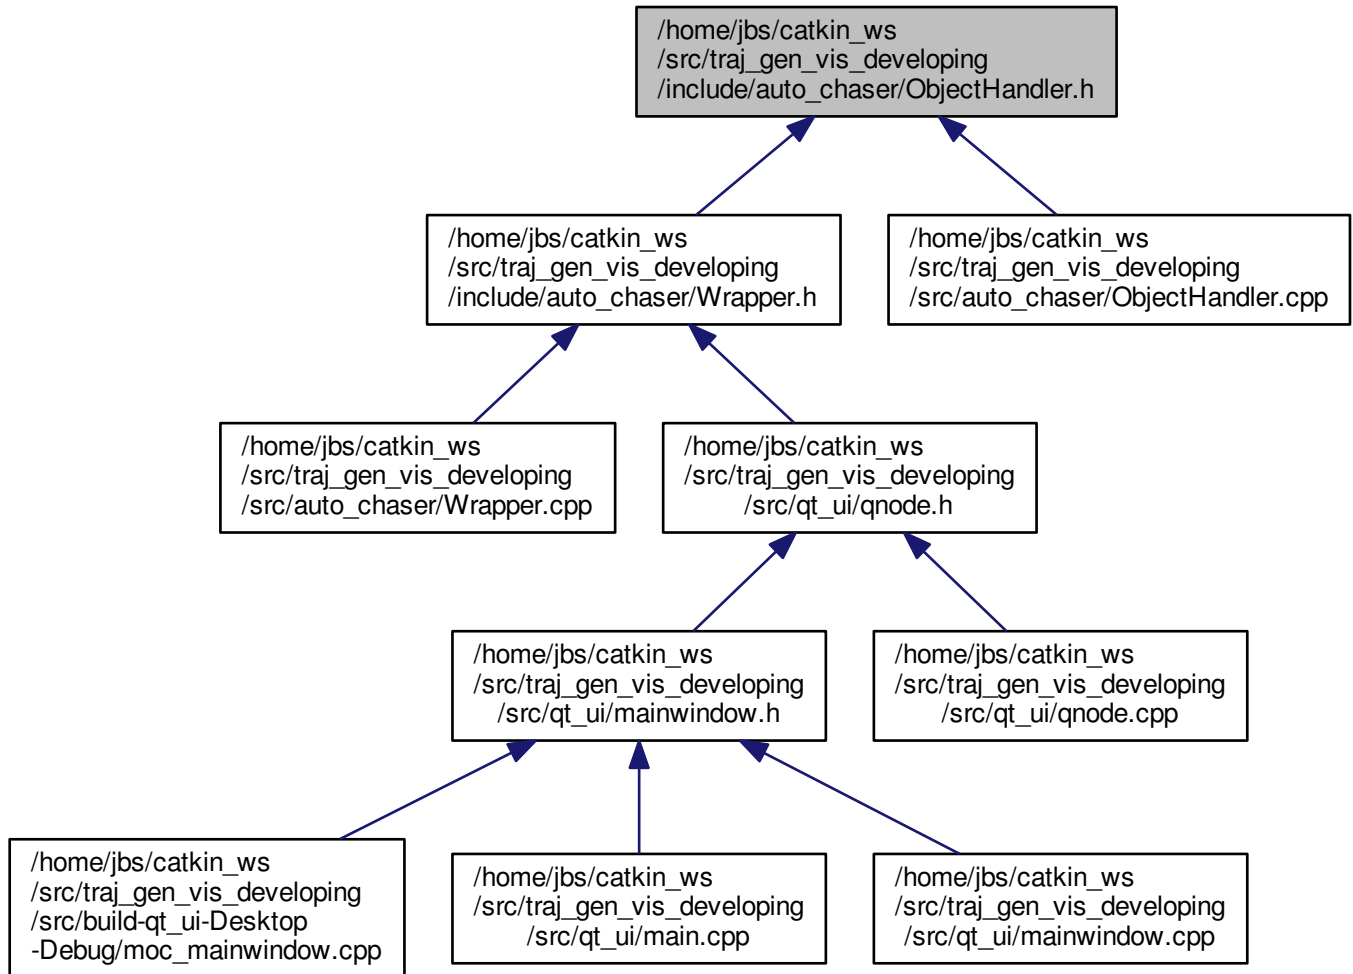 /home/jbs/catkin_ws
/src/traj_gen_vis_developing
/include/auto_chaser/ObjectHandler.h
/home/jbs/catkin_ws
/src/traj_gen_vis_developing
/include/auto_chaser/Wrapper.h
/home/jbs/catkin_ws
/src/traj_gen_vis_developing
/src/auto_chaser/ObjectHandler.cpp
/home/jbs/catkin_ws
/src/traj_gen_vis_developing
/src/auto_chaser/Wrapper.cpp
/home/jbs/catkin_ws
/src/traj_gen_vis_developing
/src/qt_ui/qnode.h
/home/jbs/catkin_ws
/src/traj_gen_vis_developing
/src/qt_ui/mainwindow.h
/home/jbs/catkin_ws
/src/traj_gen_vis_developing
/src/qt_ui/qnode.cpp
/home/jbs/catkin_ws
/src/traj_gen_vis_developing
/src/build-qt_ui-Desktop
-Debug/moc_mainwindow.cpp
/home/jbs/catkin_ws
/src/traj_gen_vis_developing
/src/qt_ui/main.cpp
/home/jbs/catkin_ws
/src/traj_gen_vis_developing
/src/qt_ui/mainwindow.cpp